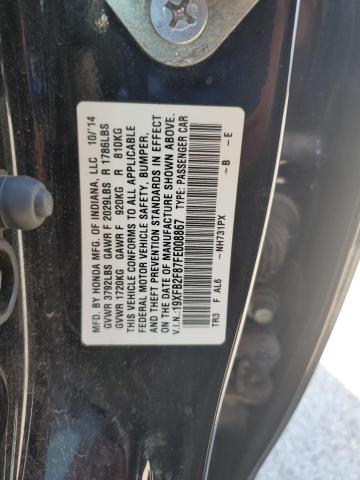 MFD. BY HONDA MFG. OF INDIANA, LLC 10/'14
GVWR 3792LBS GAWR F 2029LBS R 1786LBS
GVWR 1720KG GAWR F 920KG R 810KG
THIS VEHICLE CONFORMS TO ALL APPLICABLE
FEDERAL MOTOR VEHICLE SAFETY, BUMPER,
AND THEFT PREVENTION STANDARDS IN EFFECT
ON THE DATE OF MANUFACTURE SHOWN ABOVE.
V.I.N.:19XFB2F87FE008867 TYPE: PASSENGER CAR
TR3 F AL6 -NH731PX -B -E